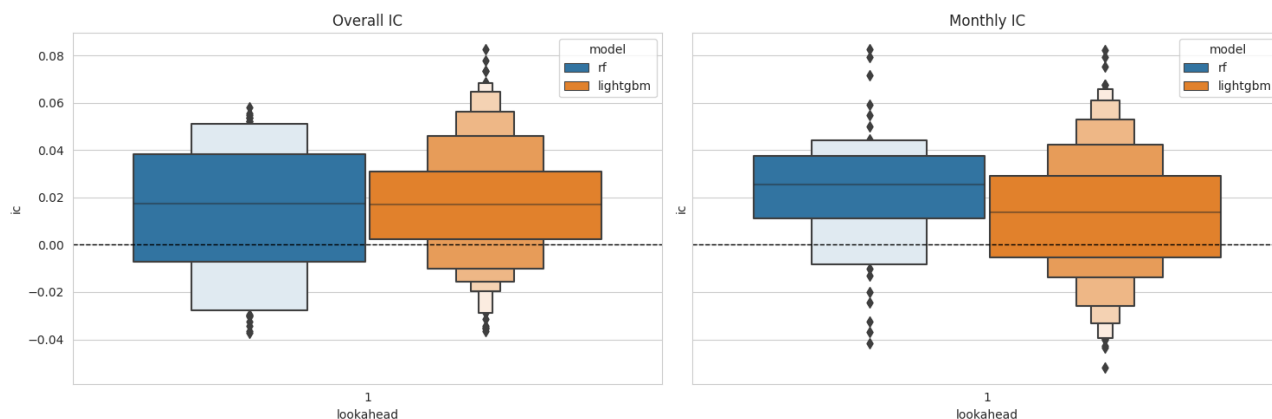 Overall IC
ic
0.08
0.06
0.04
0.02
0.00
−0.02
−0.04
model
rf
lightgbm
1
lookahead
Monthly IC
ic
model
rf
lightgbm
1
lookahead